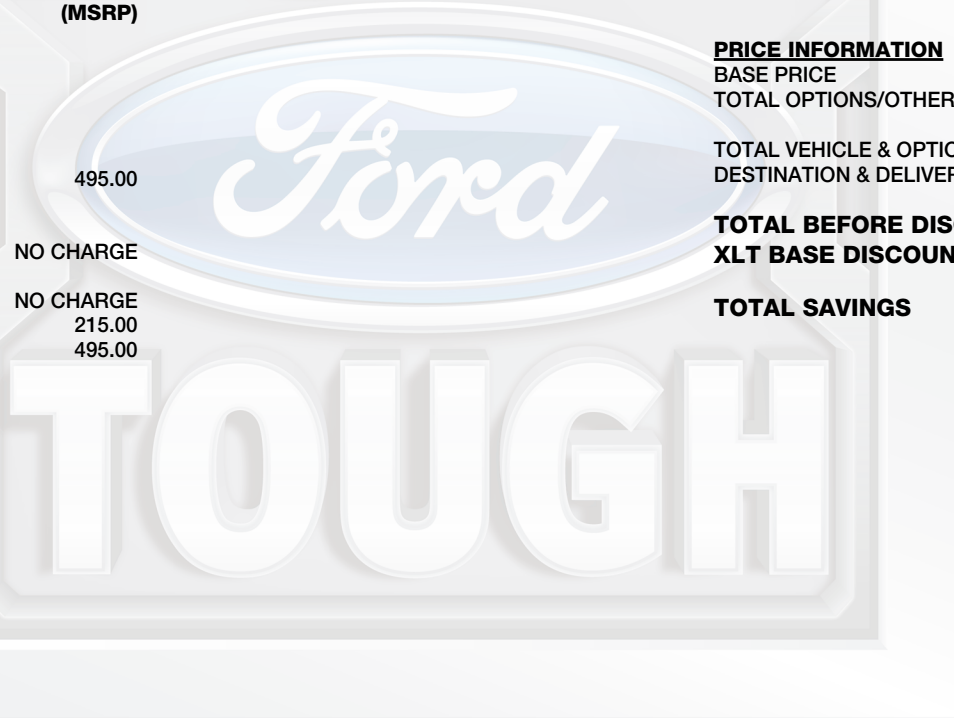 (MSRP)
495.00
NO CHARGE
NO CHARGE
215.00
495.00
PRICE INFORMATION
BASE PRICE
TOTAL OPTIONS/OTHER
TOTAL VEHICLE & OPTIO
DESTINATION & DELIVER
TOTAL BEFORE DIS
XLT BASE DISCOUN
TOTAL SAVINGS
Ford
TOUGH